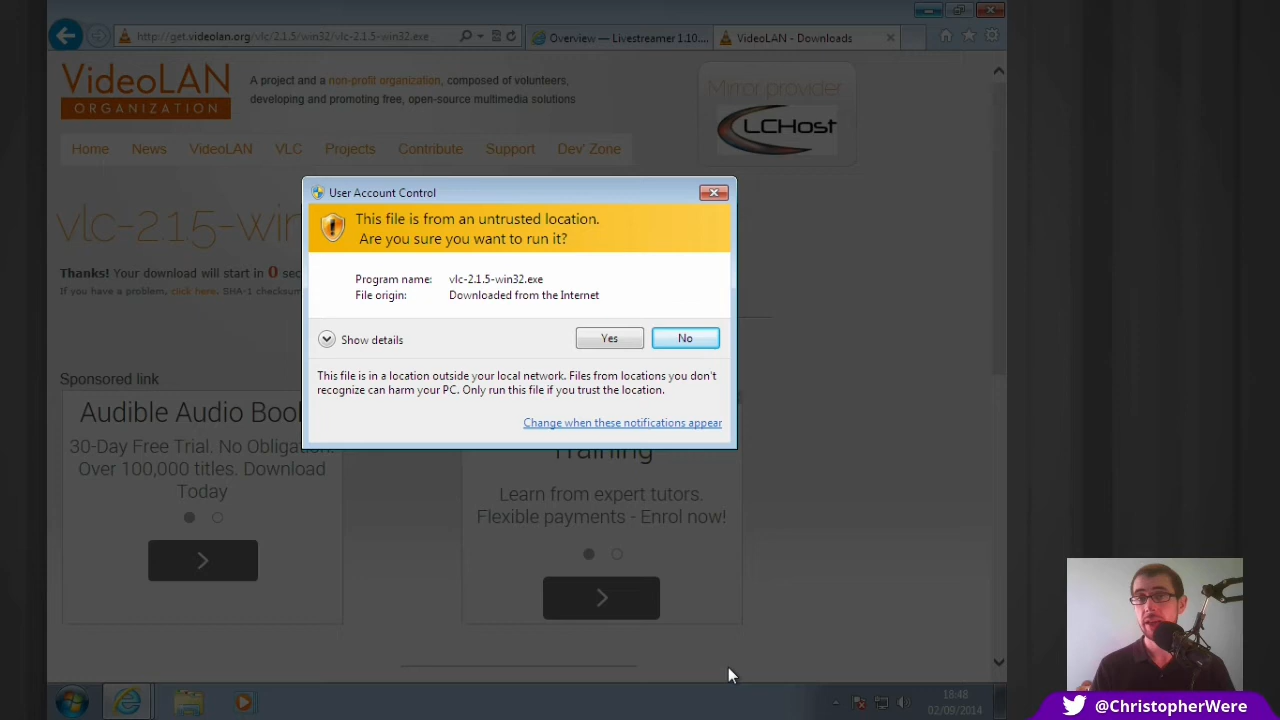 http://get.videolan.org/vlc/2.1.5/win32/vlc-2.1.5-win32.exe
Overview — Livestreamer 1.10....
VideoLAN - Downloads
VideoLAN
ORGANIZATION
A project and a non-profit organization, composed of volunteers,
developing and promoting free, open-source multimedia solutions
Mirror provider
LCHost
Home News VideoLAN VLC Projects Contribute Support Dev' Zone
vlc-2.1.5-win
Thanks! Your download will start in 0 sec
If you have a problem, click here. SHA-1 checksum
User Account Control
This file is from an untrusted location.
Are you sure you want to run it?
Program name: vlc-2.1.5-win32.exe
File origin: Downloaded from the Internet
Show details
Yes
No
This file is in a location outside your local network. Files from locations you don't
recognize can harm your PC. Only run this file if you trust the location.
Change when these notifications appear
Sponsored link
Audible Audio Boo
30-Day Free Trial. No Obligation.
Over 100,000 titles. Download
Today
Training
Learn from expert tutors.
Flexible payments - Enrol now!
18:48
02/09/2014
@ChristopherWere